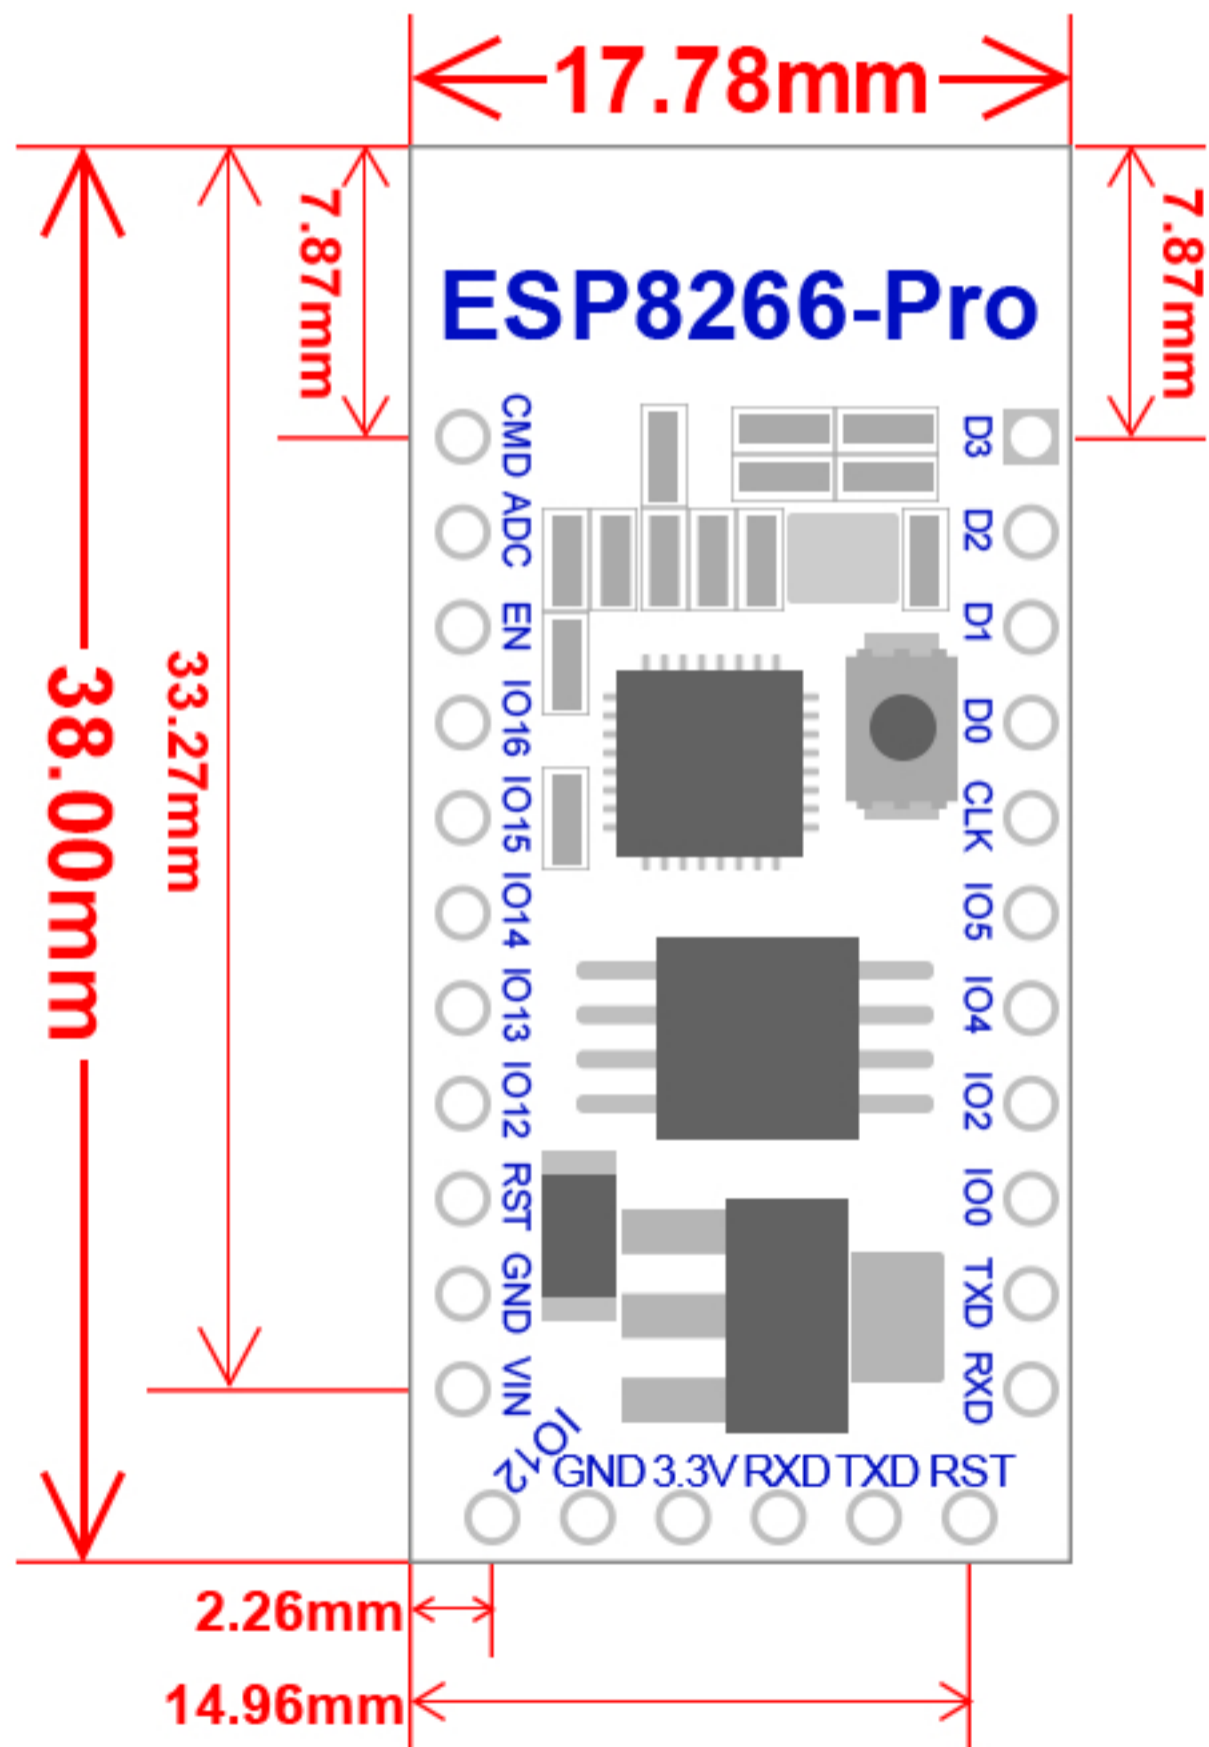 17.78mm
7.87mm
7.87mm
38.00mm
33.27mm
ESP8266-Pro
CMD
ADC
EN
IO16
IO15
IO14
IO13
IO12
RST
GND
VIN
D3
D2
D1
D0
CLK
IO5
IO4
IO2
IO0
TXD
RXD
IO12
GND 3.3V RXD TXD RST
2.26mm
14.96mm